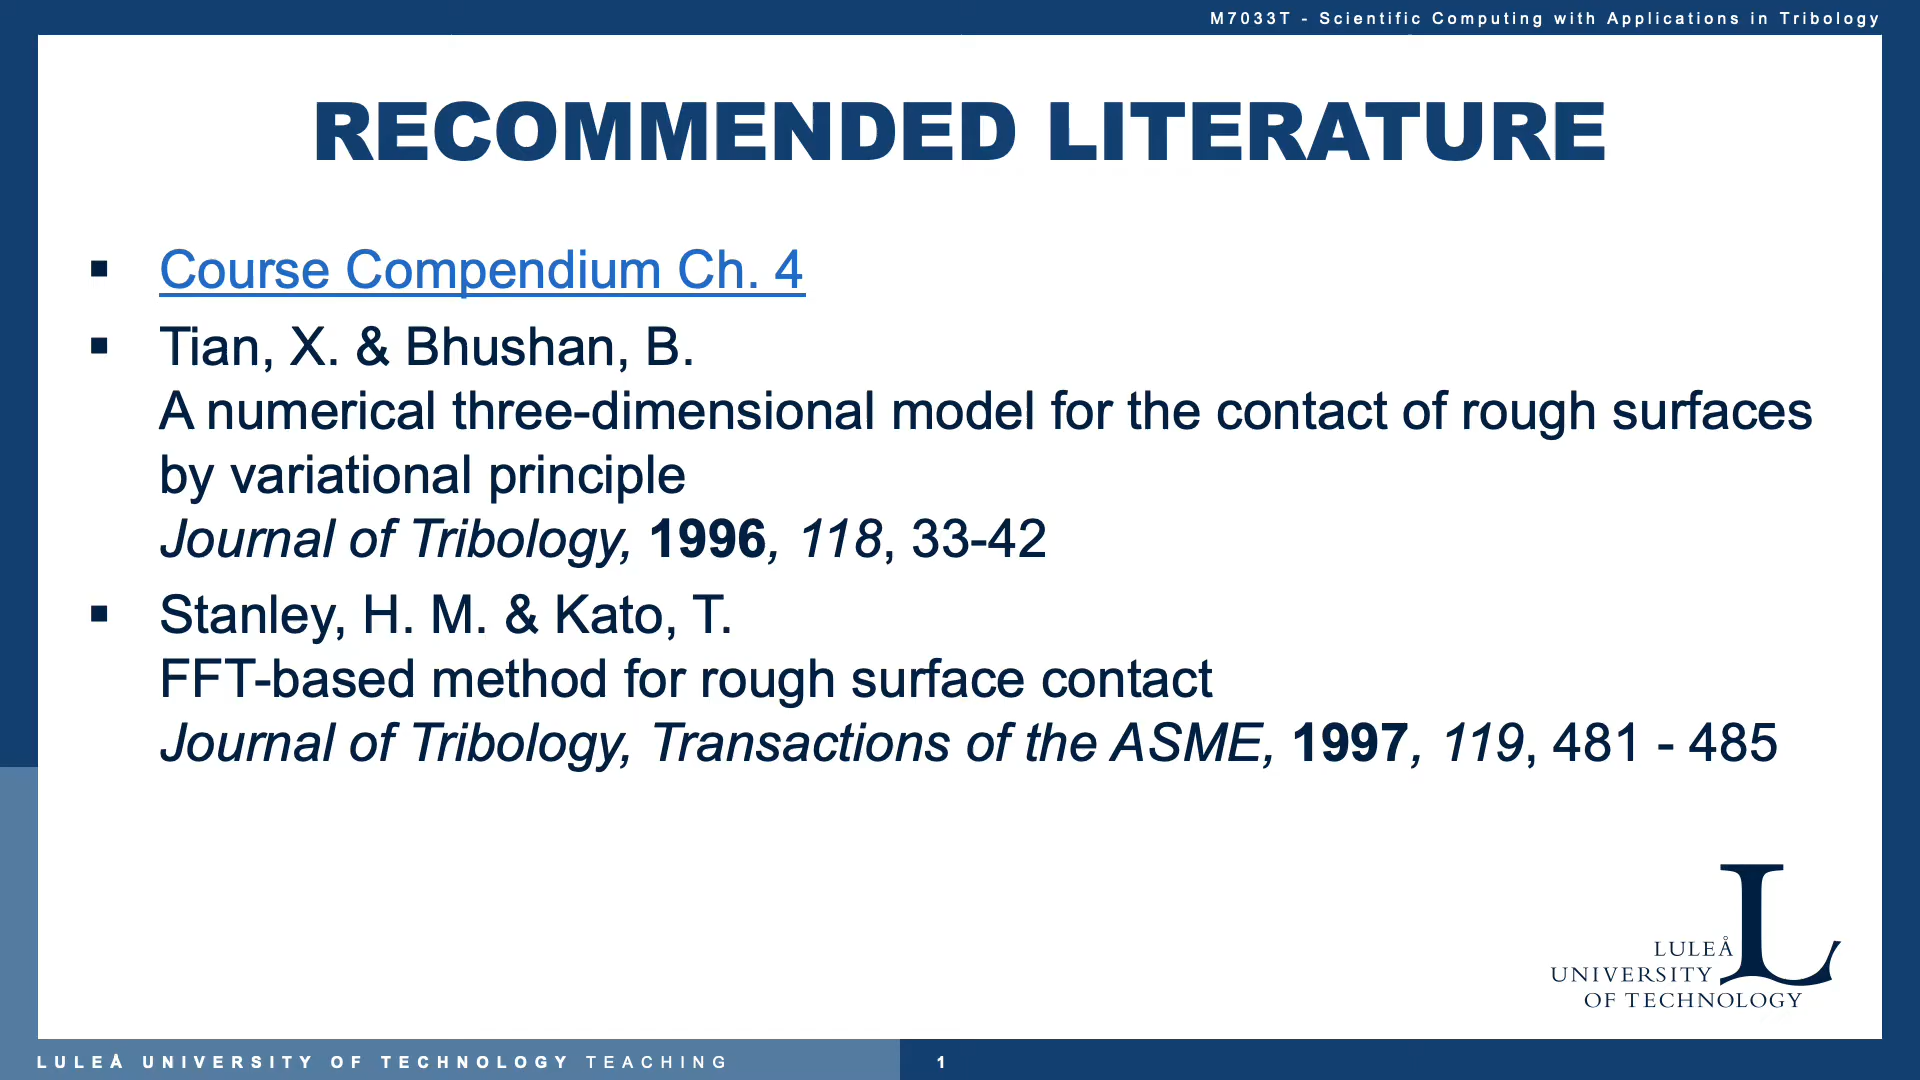 M7033T - Scientific Computing with Applications in Tribology
RECOMMENDED LITERATURE
▪ Course Compendium Ch. 4
▪ Tian, X. & Bhushan, B.
A numerical three-dimensional model for the contact of rough surfaces
by variational principle
Journal of Tribology, 1996, 118, 33-42
▪ Stanley, H. M. & Kato, T.
FFT-based method for rough surface contact
Journal of Tribology, Transactions of the ASME, 1997, 119, 481 - 485
LULEÅ
UNIVERSITY
OF TECHNOLOGY
LULEÅ UNIVERSITY OF TECHNOLOGY TEACHING
1